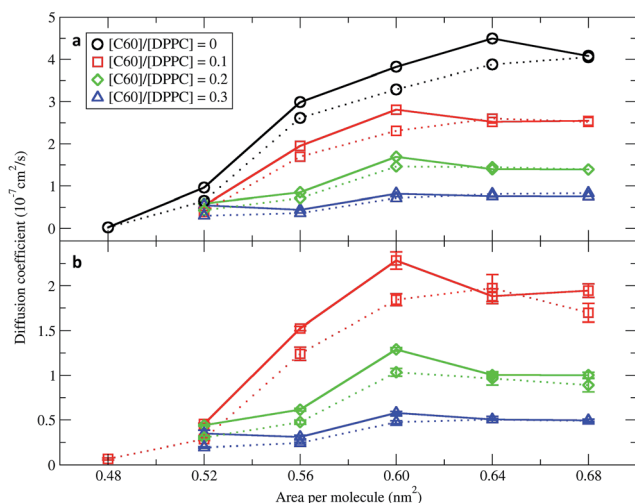 a
[C60]/[DPPC] = 0
[C60]/[DPPC] = 0.1
[C60]/[DPPC] = 0.2
[C60]/[DPPC] = 0.3
5
4
3
2
1
0
b
2
1.5
1
0.5
0
Diffusion coefficient (10⁻⁷ cm²/s)
0.48 0.52 0.56 0.60 0.64 0.68
Area per molecule (nm²)